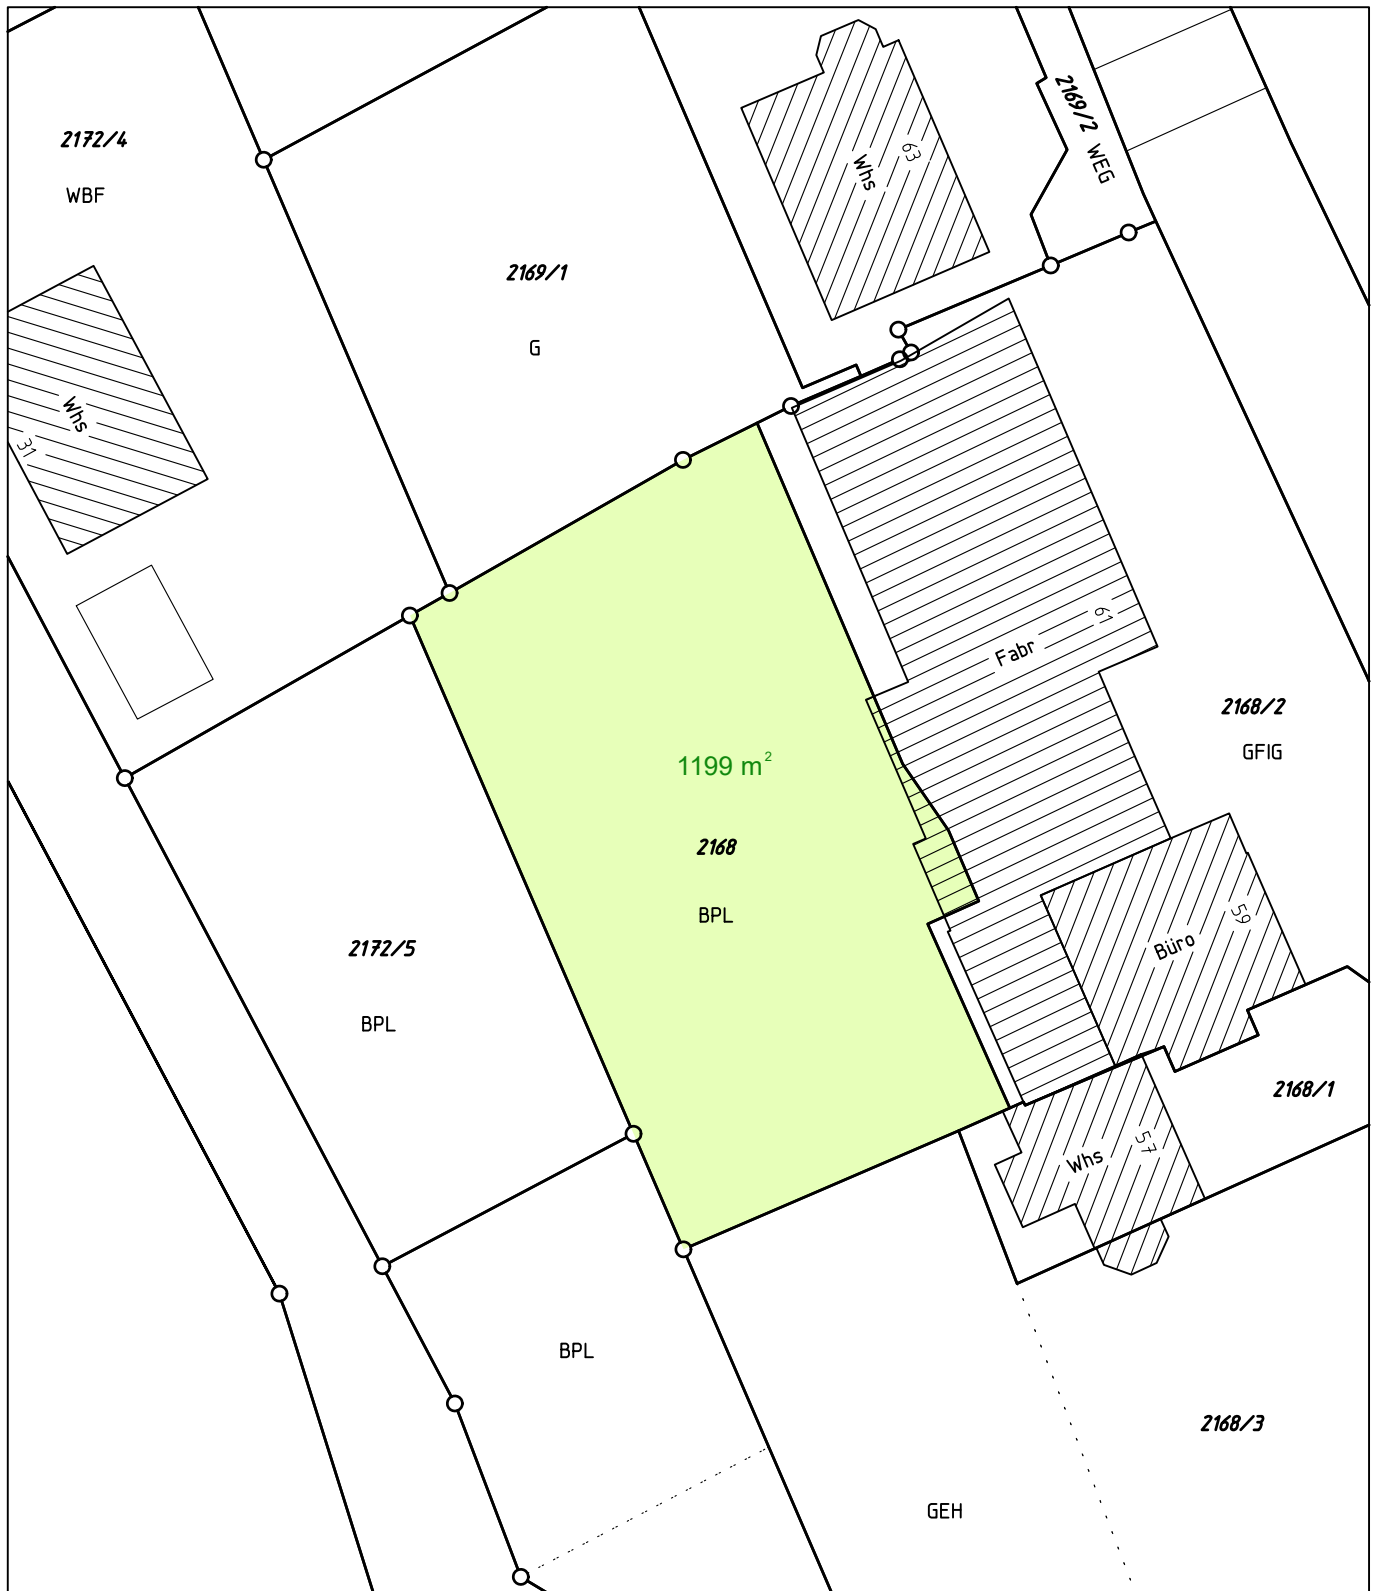 2172/4
WBF
2169/2
WEG
63
Whs
2169/1
G
Whs
31
61
Fabr
2168/2
GFIG
1199 m²
2168
BPL
2172/5
BPL
59
Büro
2168/1
57
Whs
BPL
2168/3
GEH